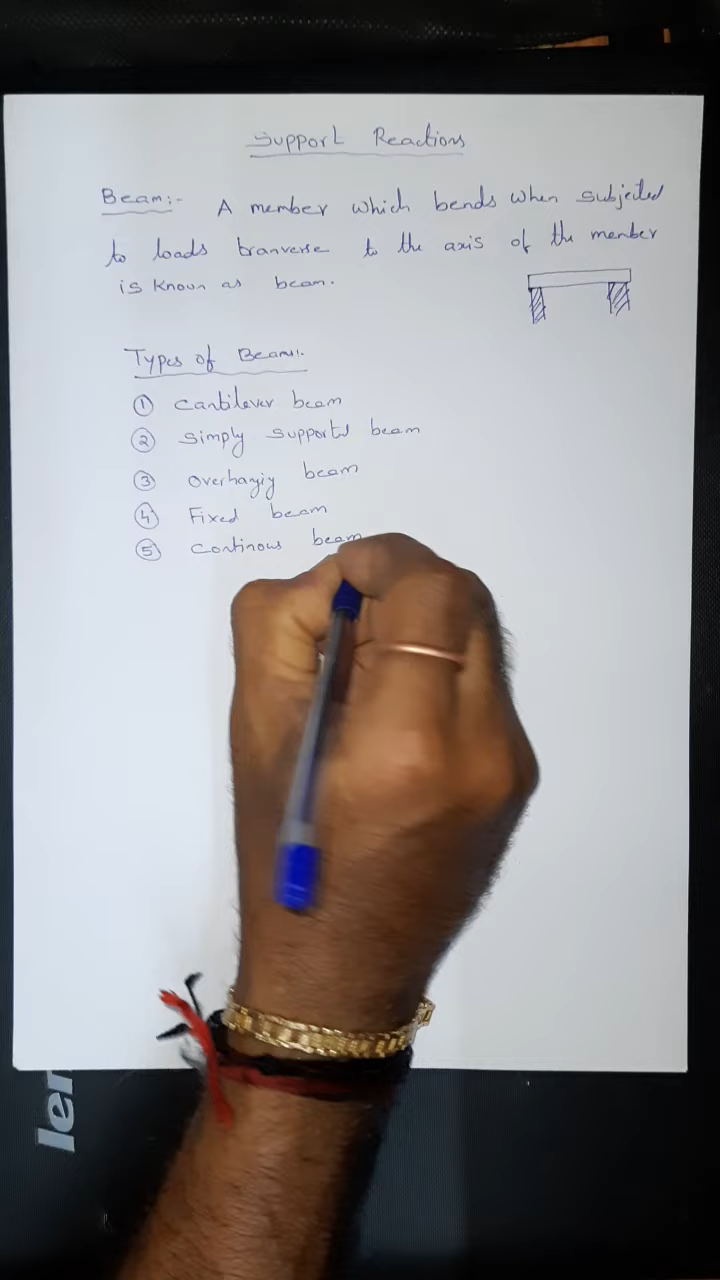 Support Reactions
Beam:- A member which bends when subjected
to loads tranverse to the axis of the member
is known as beam.
Types of Beams:-
① cantilever beam
② simply supported beam
③ overhangig beam
④ Fixed beam
⑤ continous beam
len